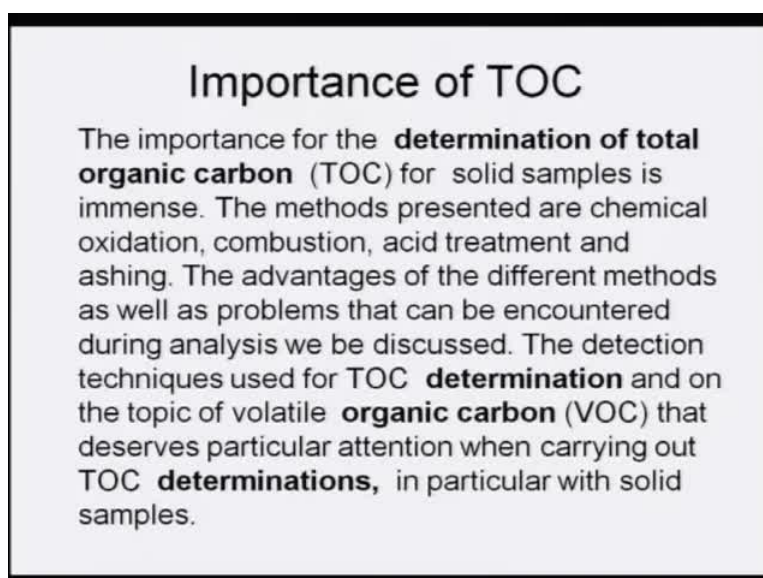 Importance of TOC
The importance for the determination of total
organic carbon (TOC) for solid samples is
immense. The methods presented are chemical
oxidation, combustion, acid treatment and
ashing. The advantages of the different methods
as well as problems that can be encountered
during analysis we be discussed. The detection
techniques used for TOC determination and on
the topic of volatile organic carbon (VOC) that
deserves particular attention when carrying out
TOC determinations, in particular with solid
samples.